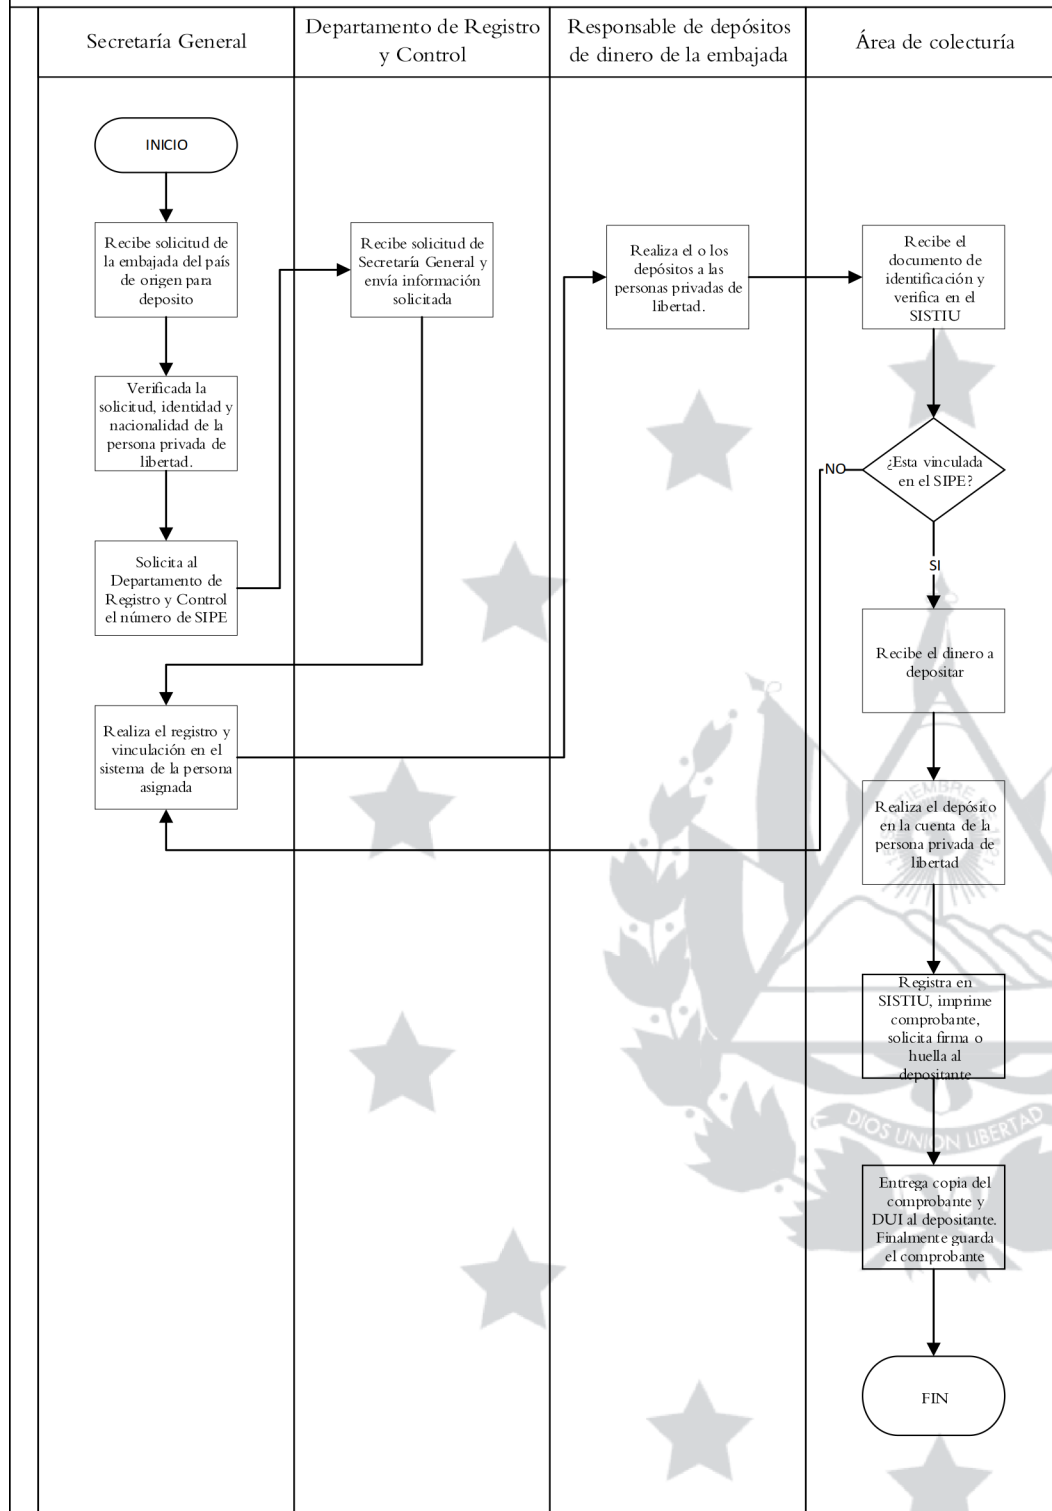 Secretaría General
Departamento de Registro
y Control
Responsable de depósitos
de dinero de la embajada
Área de colecturía
INICIO
Recibe solicitud de
la embajada del país
de origen para
deposito
Verificada la
solicitud, identidad y
nacionalidad de la
persona privada de
libertad.
Solicita al
Departamento de
Registro y Control
el número de SIPE
Recibe solicitud de
Secretaría General y
envía información
solicitada
Realiza el registro y
vinculación en el
sistema de la persona
asignada
Realiza el o los
depósitos a las
personas privadas de
libertad.
Recibe el
documento de
identificación y
verifica en el
SISTIU
¿Esta vinculada
en el SIPE?
NO
SI
Recibe el dinero a
depositar
Realiza el depósito
en la cuenta de la
persona privada de
libertad
Registra en
SISTIU, imprime
comprobante,
solicita firma o
huella al
depositante
Entrega copia del
comprobante y
DUI al depositante.
Finalmente guarda
el comprobante
FIN
DIOS UNION LIBERTAD